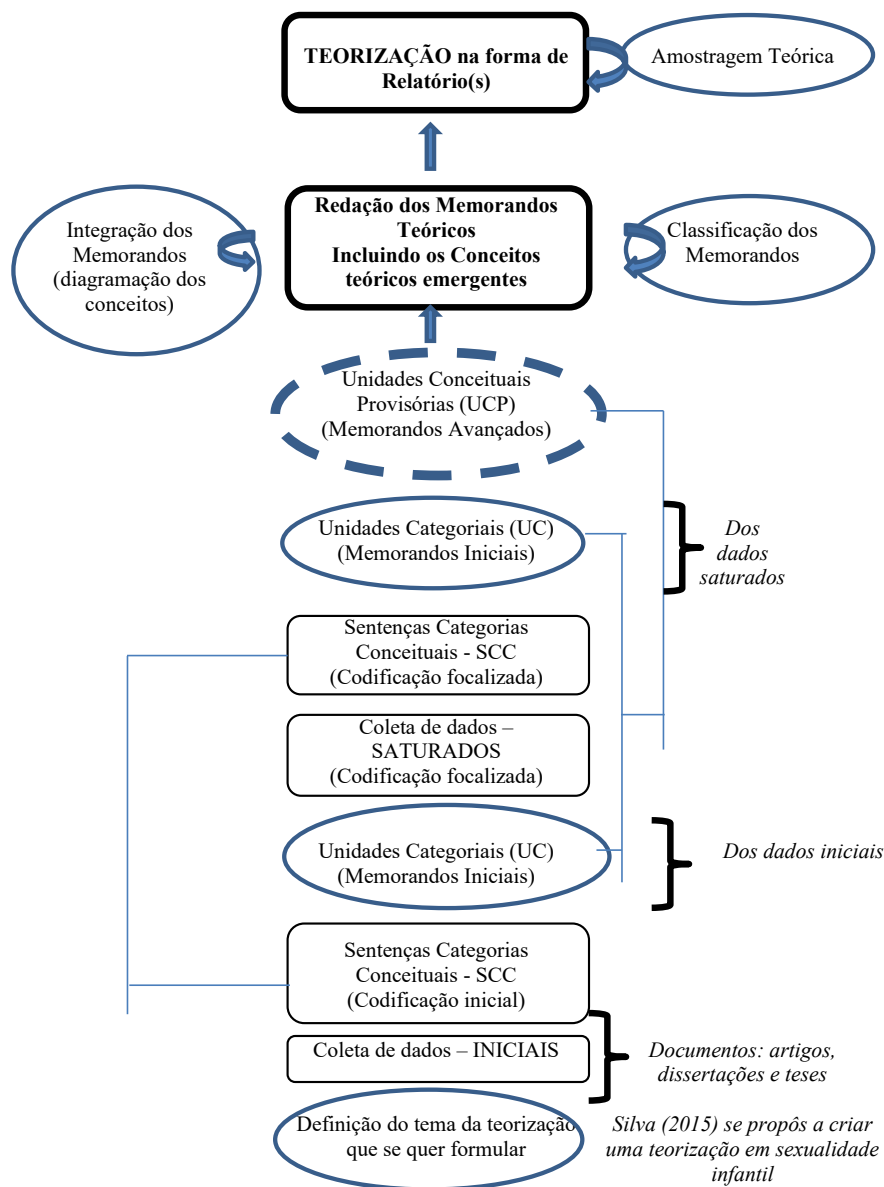 TEORIZAÇÃO na forma de
Relatório(s)
Amostragem Teórica
Integração dos
Memorandos
(diagramação dos
conceitos)
Redação dos Memorandos
Teóricos
Incluindo os Conceitos
teóricos emergentes
Classificação dos
Memorandos
Unidades Conceituais
Provisórias (UCP)
(Memorandos Avançados)
Unidades Categoriais (UC)
(Memorandos Iniciais)
Dos
dados
saturados
Sentenças Categorias
Conceituais - SCC
(Codificação focalizada)
Coleta de dados –
SATURADOS
(Codificação focalizada)
Unidades Categoriais (UC)
(Memorandos Iniciais)
Dos dados iniciais
Sentenças Categorias
Conceituais - SCC
(Codificação inicial)
Coleta de dados – INICIAIS
Documentos: artigos,
dissertações e teses
Definição do tema da teorização
que se quer formular
Silva (2015) se propôs a criar
uma teorização em sexualidade
infantil